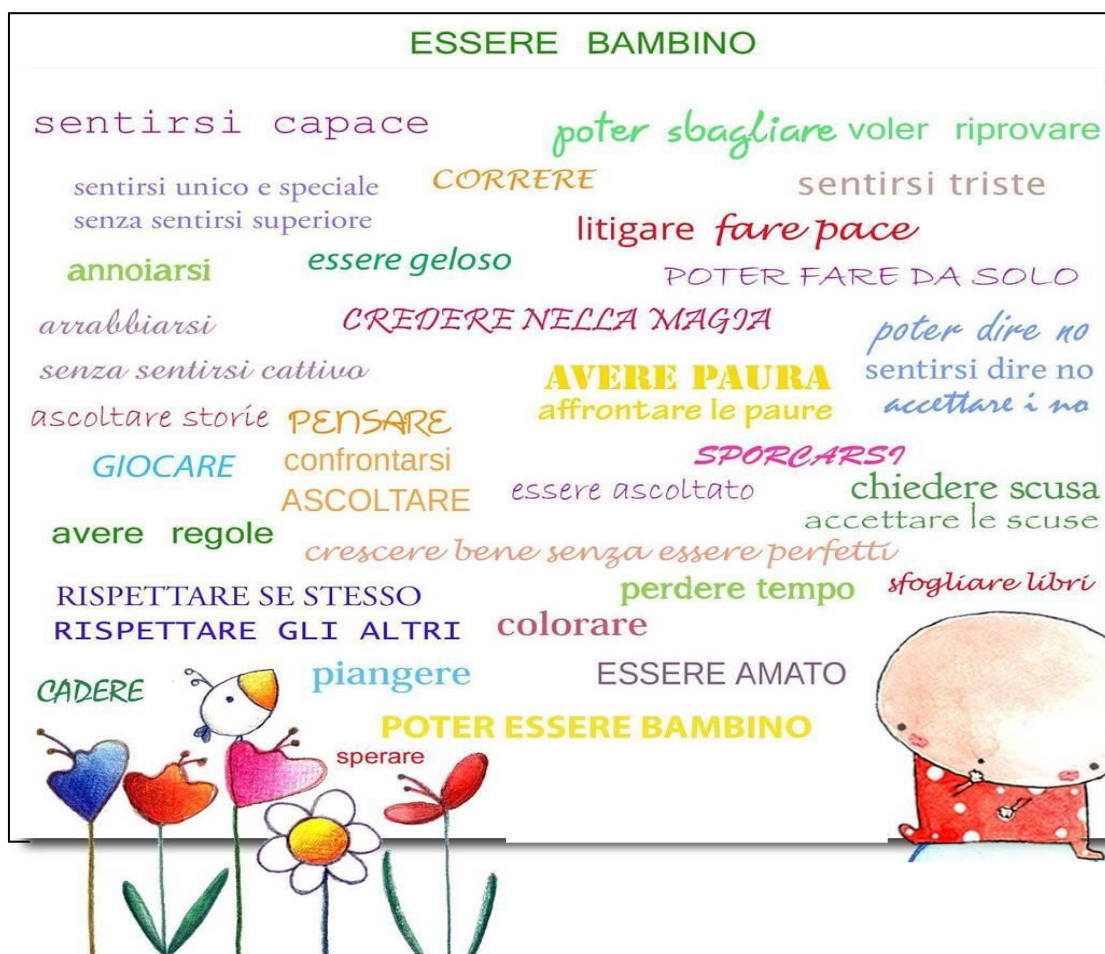 ESSERE BAMBINO
sentirsi capace
poter sbagliare voler riprovare
sentirsi unico e speciale
senza sentirsi superiore
CORRERE
sentirsi triste
litigare fare pace
annoiarsi
essere geloso
POTER FARE DA SOLO
arrabbiarsi
senza sentirsi cattivo
CREDERE NELLA MAGIA
poter dire no
sentirsi dire no
accettare i no
AVERE PAURA
affrontare le paure
ascoltare storie
PENSARE
confrontarsi
ASCOLTARE
GIOCARE
SPORCARSI
essere ascoltato
chiedere scusa
accettare le scuse
avere regole
crescere bene senza essere perfetti
RISPETTARE SE STESSO
RISPETTARE GLI ALTRI
perdere tempo
sfogliare libri
colorare
CADERE
piangere
ESSERE AMATO
POTER ESSERE BAMBINO
sperare